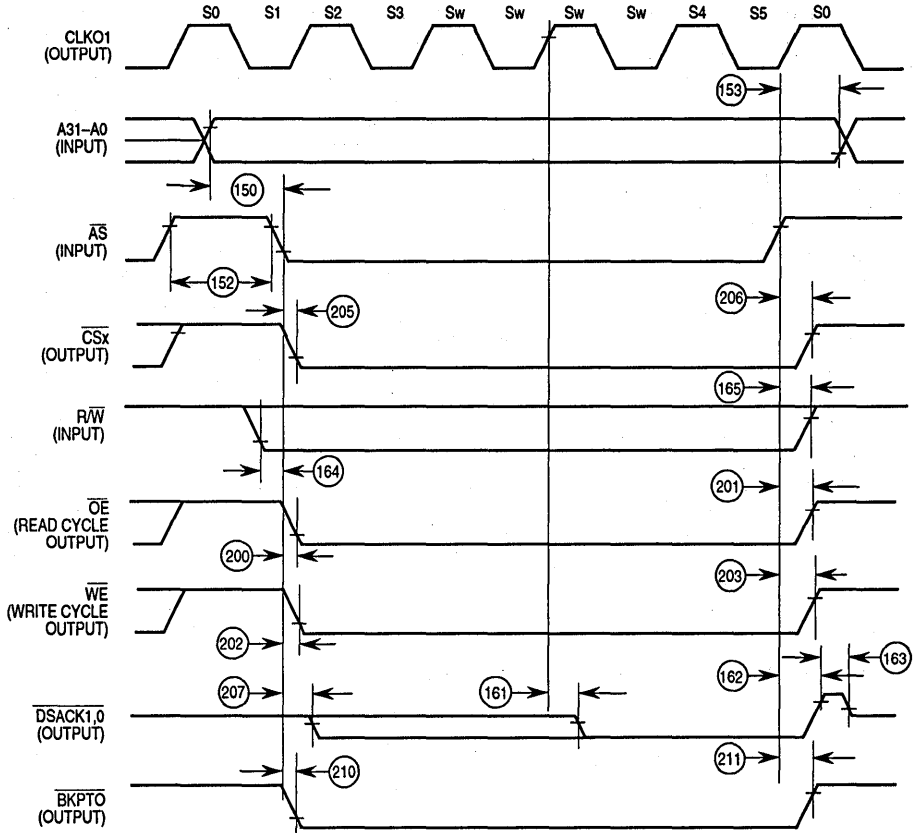 S0 S1 S2 S3 Sw Sw Sw Sw S4 S5 S0
CLKO1
(OUTPUT)
153
A31–A0
(INPUT)
150
AS
(INPUT)
152
205
206
CSx
(OUTPUT)
165
R/W
(INPUT)
164
201
OE
(READ CYCLE
OUTPUT)
200
203
WE
(WRITE CYCLE
OUTPUT)
202
162
163
207
161
DSACK1,0
(OUTPUT)
210
211
BKPTO
(OUTPUT)